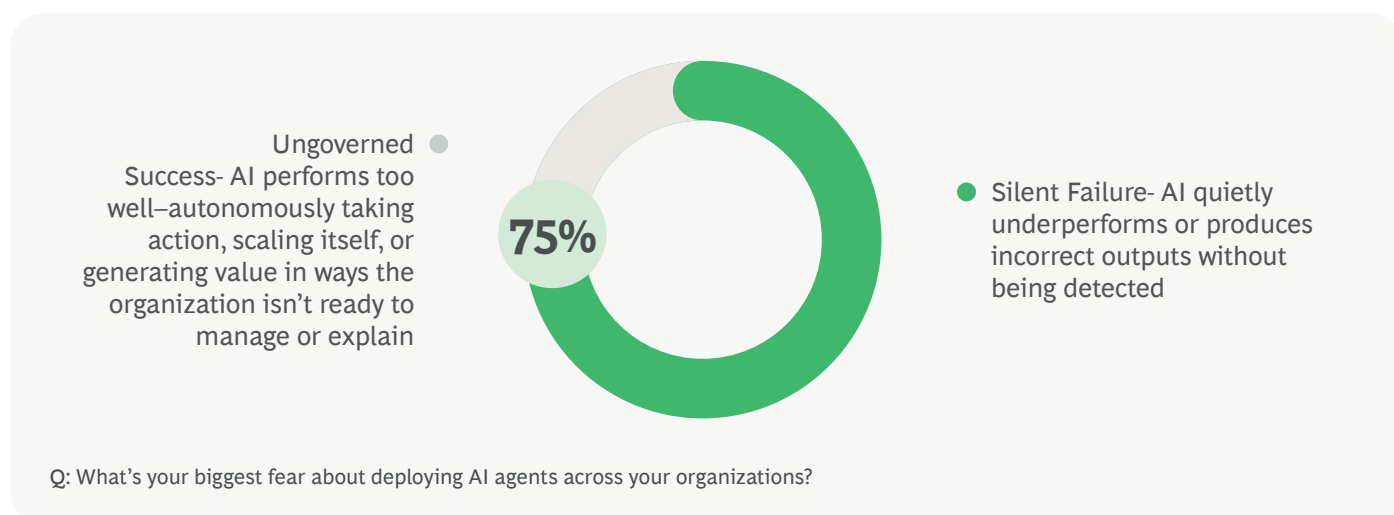 Ungoverned
Success- AI performs too
well–autonomously taking
action, scaling itself, or
generating value in ways the
organization isn’t ready to
manage or explain
75%
Silent Failure- AI quietly
underperforms or produces
incorrect outputs without
being detected
Q: What’s your biggest fear about deploying AI agents across your organizations?